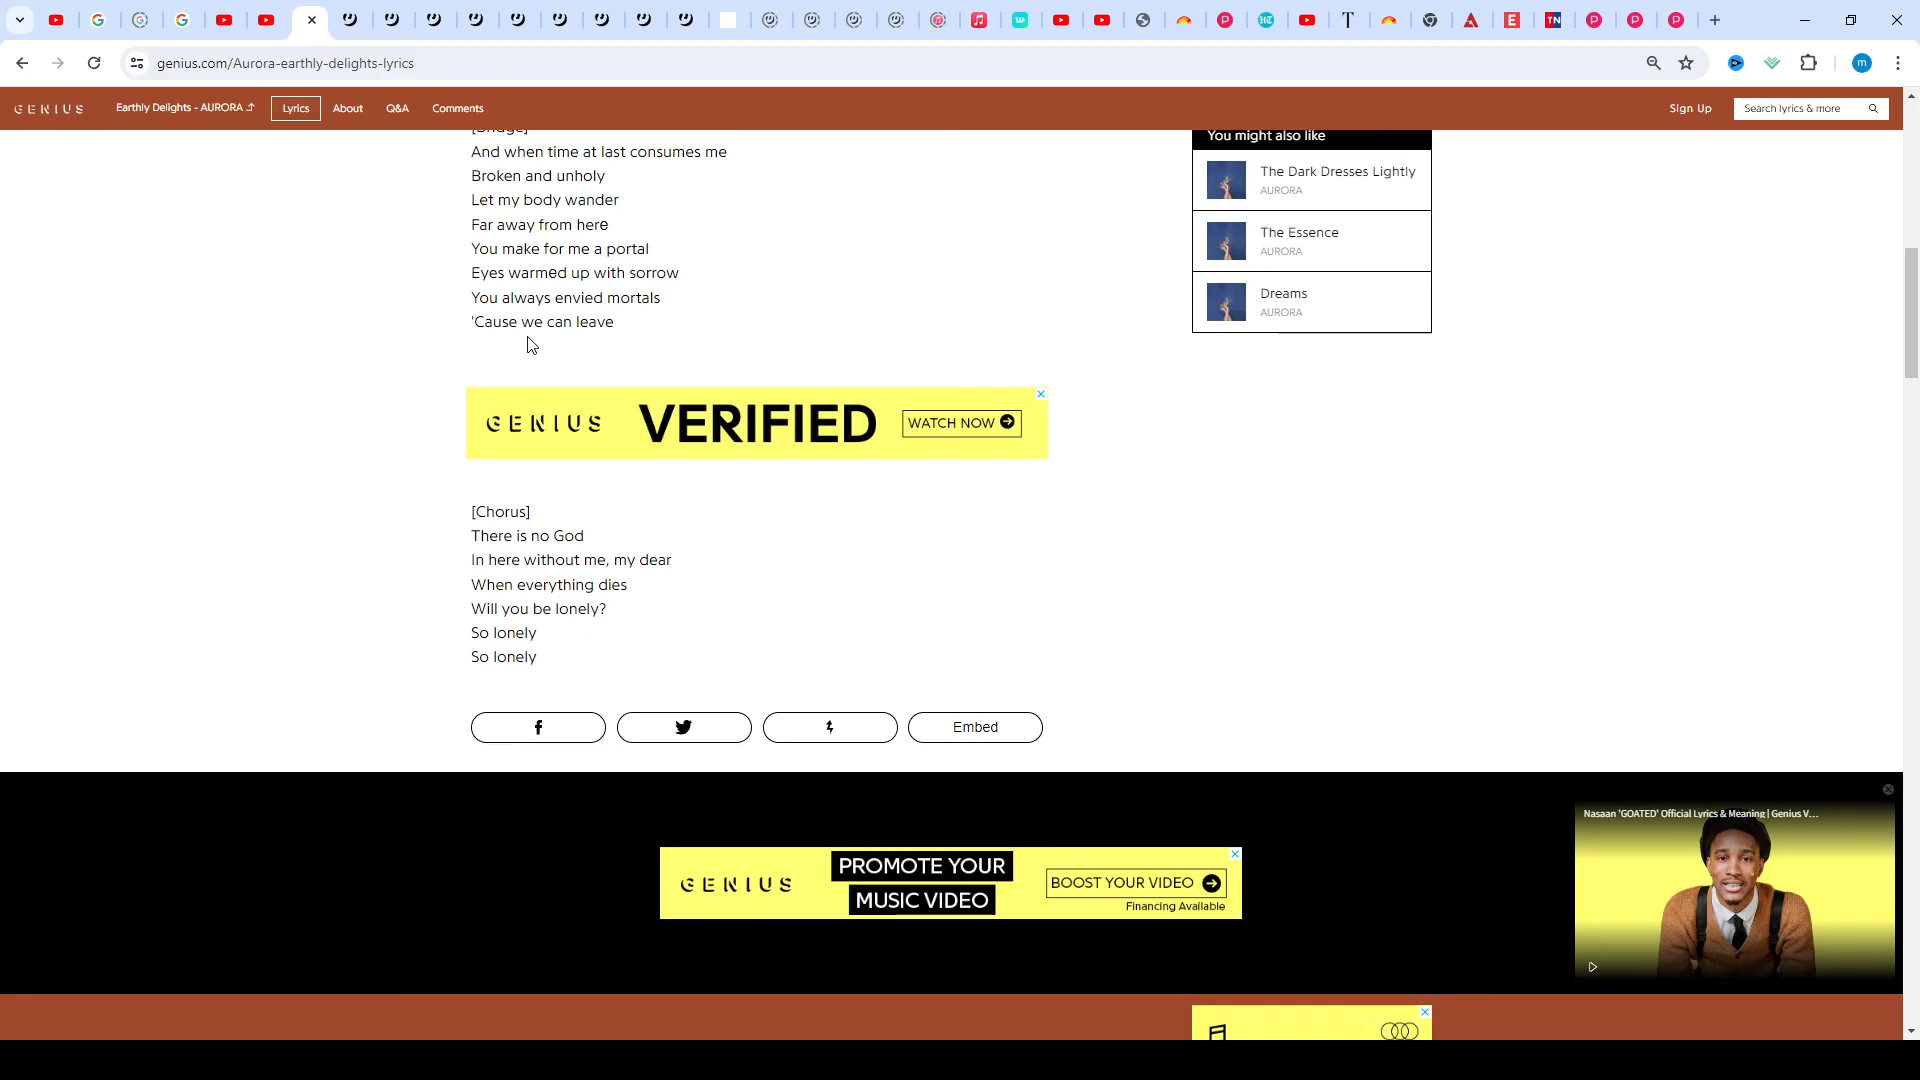 genius.com/Aurora-earthly-delights-lyrics
m
GENIUS
Earthly Delights - AURORA
Lyrics
About
Q&A
Comments
Sign Up
Search lyrics & more
[Bridge]
And when time at last consumes me
Broken and unholy
Let my body wander
Far away from here
You make for me a portal
Eyes warmed up with sorrow
You always envied mortals
'Cause we can leave
You might also like
The Dark Dresses Lightly
AURORA
The Essence
AURORA
Dreams
AURORA
GENIUS VERIFIED WATCH NOW
[Chorus]
There is no God
In here without me, my dear
When everything dies
Will you be lonely?
So lonely
So lonely
Embed
GENIUS
PROMOTE YOUR
MUSIC VIDEO
BOOST YOUR VIDEO
Financing Available
Nasaan 'GOATED' Official Lyrics & Meaning | Genius V...